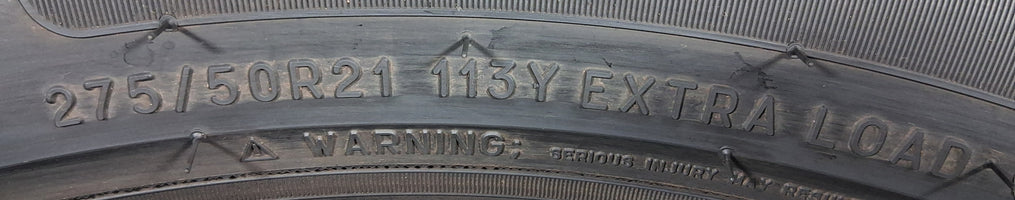 275/50R21 113Y EXTRA LOAD
⚠ WARNING: SERIOUS INJURY MAY